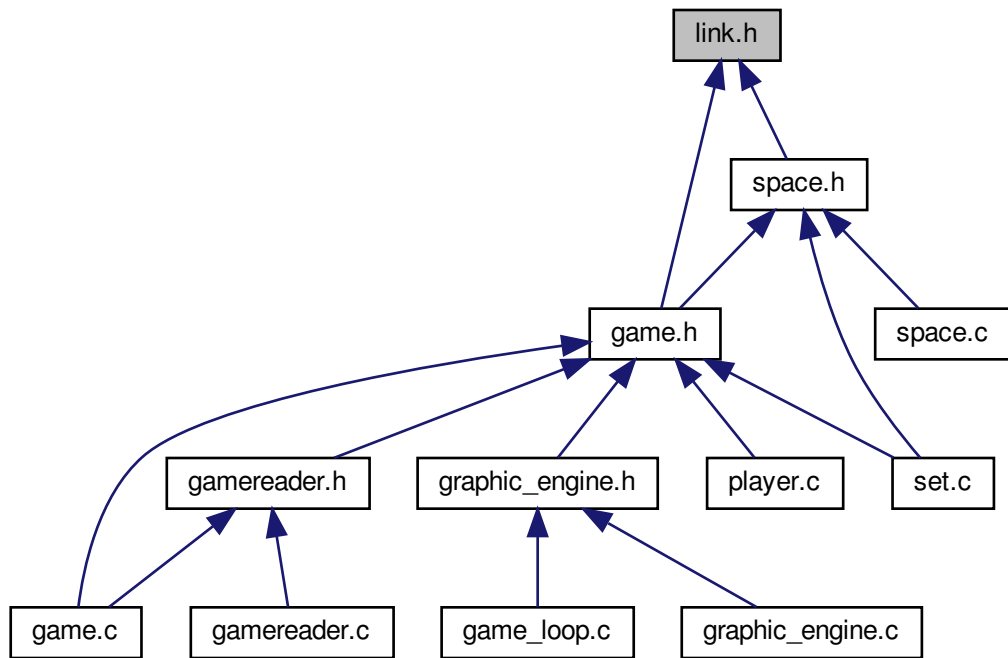 link.h
space.h
game.h
space.c
gamereader.h
graphic_engine.h
player.c
set.c
game.c
gamereader.c
game_loop.c
graphic_engine.c